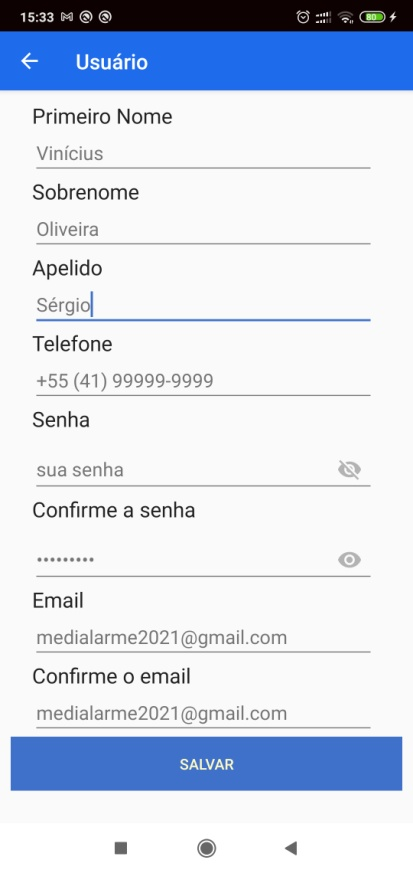 15:33
80
Usuário
Primeiro Nome
Vinícius
Sobrenome
Oliveira
Apelido
Sérgio
Telefone
+55 (41) 99999-9999
Senha
sua senha
Confirme a senha
•••••••••
Email
medialarme2021@gmail.com
Confirme o email
medialarme2021@gmail.com
SALVAR